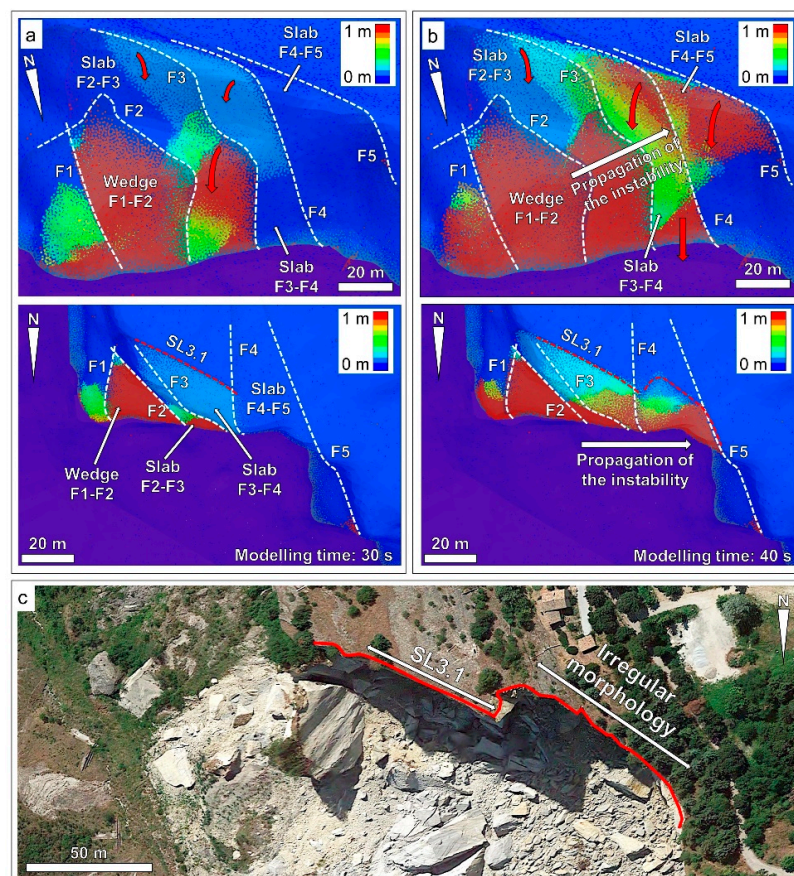 a
1 m
0 m
N
Slab
F2-F3
F3
Slab
F4-F5
F2
F1
Wedge
F1-F2
F5
F4
Slab
F3-F4
20 m
N
1 m
0 m
SL3.1
F4
F1
F3
Slab
F4-F5
F2
F5
Wedge
F1-F2
Slab
F2-F3
Slab
F3-F4
20 m
Modelling time: 30 s
b
1 m
0 m
N
Slab
F2-F3
F3
Slab
F4-F5
F2
F1
Propagation of
the instability
Wedge
F1-F2
F5
F4
Slab
F3-F4
20 m
N
1 m
0 m
SL3.1
F4
F1
F3
F2
F5
Propagation of
the instability
20 m
Modelling time: 40 s
c
N
SL3.1
Irregular
morphology
50 m